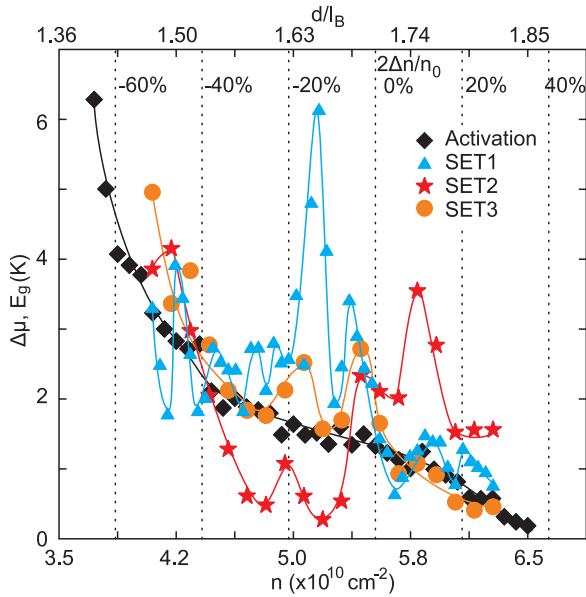 d/l_B
1.36 1.50 1.63 1.74 1.85
2Δn/n_0
-60% -40% -20% 0% 20% 40%
6
Activation
SET1
SET2
SET3
4
Δμ, E_g(K)
2
0
3.5 4.2 5.0 5.8 6.5
n (x10^10 cm^-2)